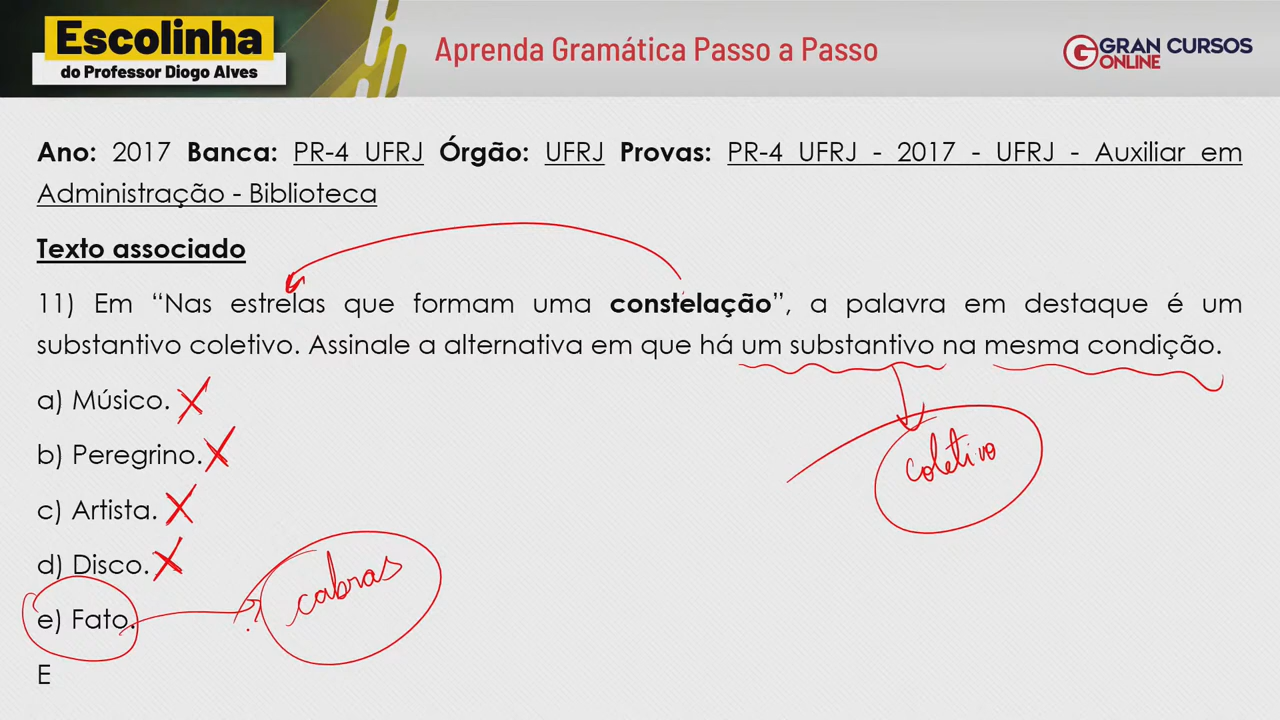 Escolinha
do Professor Diogo Alves
Aprenda Gramática Passo a Passo
GRAN CURSOS
ONLINE
Ano: 2017 Banca: PR-4 UFRJ Órgão: UFRJ Provas: PR-4 UFRJ - 2017 - UFRJ - Auxiliar em
Administração - Biblioteca
Texto associado
11) Em “Nas estrelas que formam uma constelação”, a palavra em destaque é um
substantivo coletivo. Assinale a alternativa em que há um substantivo na mesma condição.
a) Músico.
b) Peregrino.
coletivo
c) Artista.
d) Disco.
cabras
e) Fato.
E